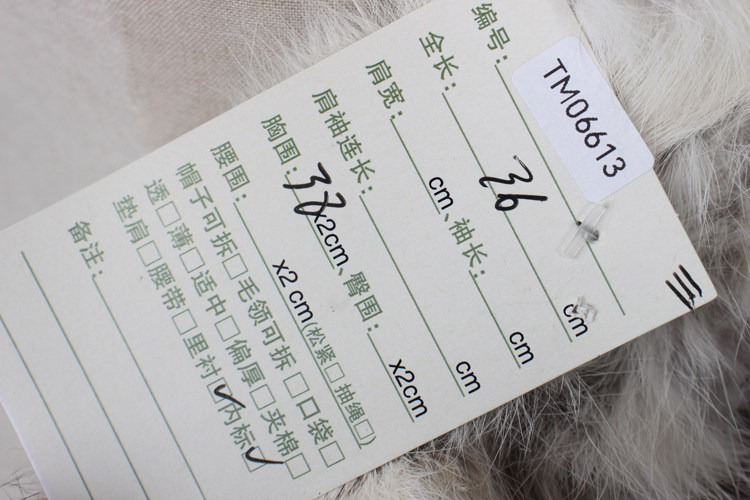 编号: TM06613
全长: 36 cm
肩宽: cm、袖长: cm
肩袖连长: cm
胸围: 37x2cm、臀围: x2cm
腰围: x2cm(松紧□抽绳□)
帽子可拆□毛领可拆□口袋□
透□薄□适中□偏厚□夹棉□
垫肩□腰带□里衬☑内标☑
备注:
三